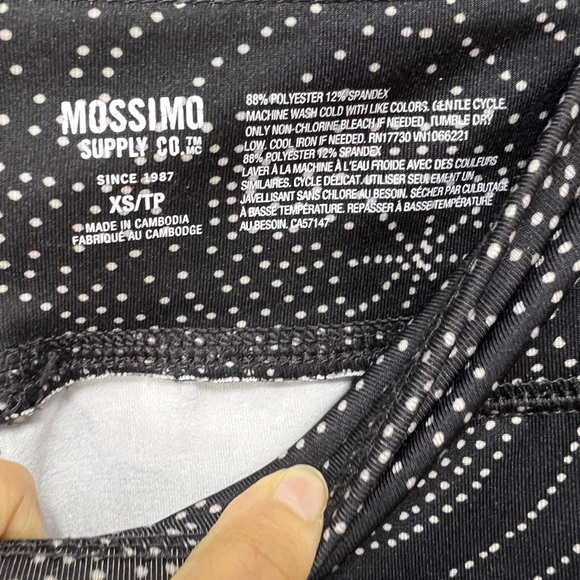 MOSSIMO
SUPPLY CO.™ MC
SINCE 1987
XS/TP
MADE IN CAMBODIA
FABRIQUÉ AU CAMBODGE
88% POLYESTER 12% SPANDEX
MACHINE WASH COLD WITH LIKE COLORS. GENTLE CYCLE.
ONLY NON-CHLORINE BLEACH IF NEEDED. TUMBLE DRY
LOW. COOL IRON IF NEEDED. RN17730 VN1066221
88% POLYESTER 12% SPANDEX
LAVER À LA MACHINE À L'EAU FROIDE AVEC DES COULEURS
SIMILAIRES. CYCLE DÉLICAT. UTILISER SEULEMENT UN
JAVELLISANT SANS CHLORE AU BESOIN. SÉCHER PAR CULBUTAGE
À BASSE TEMPÉRATURE. REPASSER À BASSE TEMPÉRATURE
AU BESOIN. CA57147